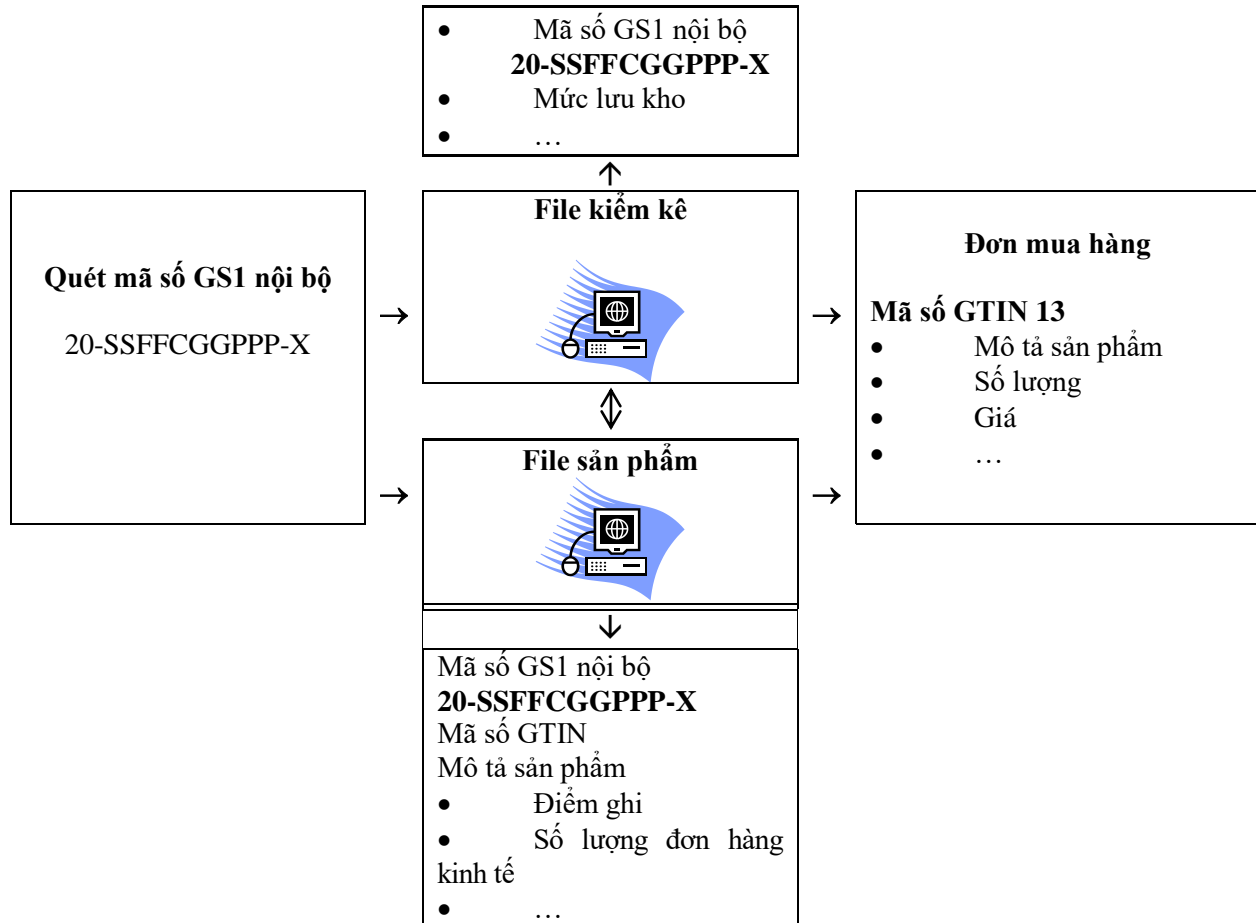 • Mã số GS1 nội bộ
20-SSFFCGGPPP-X
• Mức lưu kho
• …
↑
Quét mã số GS1 nội bộ
20-SSFFCGGPPP-X
→
→
File kiểm kê
↕
File sản phẩm
→
→
Đơn mua hàng
Mã số GTIN 13
• Mô tả sản phẩm
• Số lượng
• Giá
• …
↓
Mã số GS1 nội bộ
20-SSFFCGGPPP-X
Mã số GTIN
Mô tả sản phẩm
• Điểm ghi
• Số lượng đơn hàng
kinh tế
• …